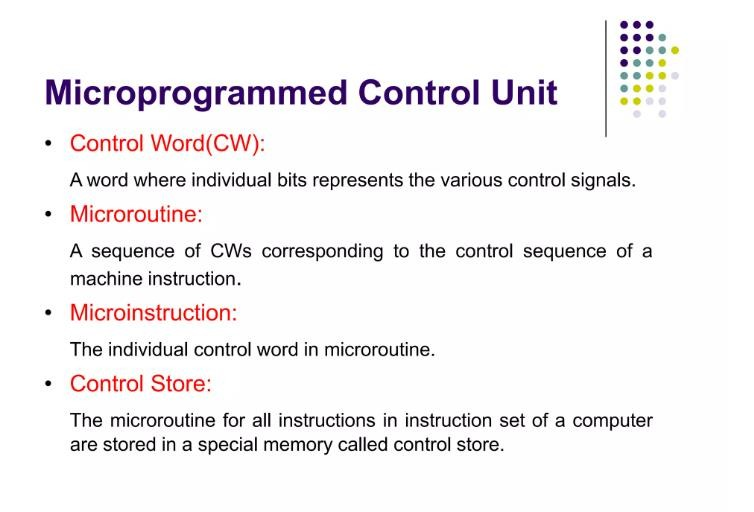 Microprogrammed Control Unit
• Control Word(CW):
A word where individual bits represents the various control signals.
• Microroutine:
A sequence of CWs corresponding to the control sequence of a
machine instruction.
• Microinstruction:
The individual control word in microroutine.
• Control Store:
The microroutine for all instructions in instruction set of a computer
are stored in a special memory called control store.